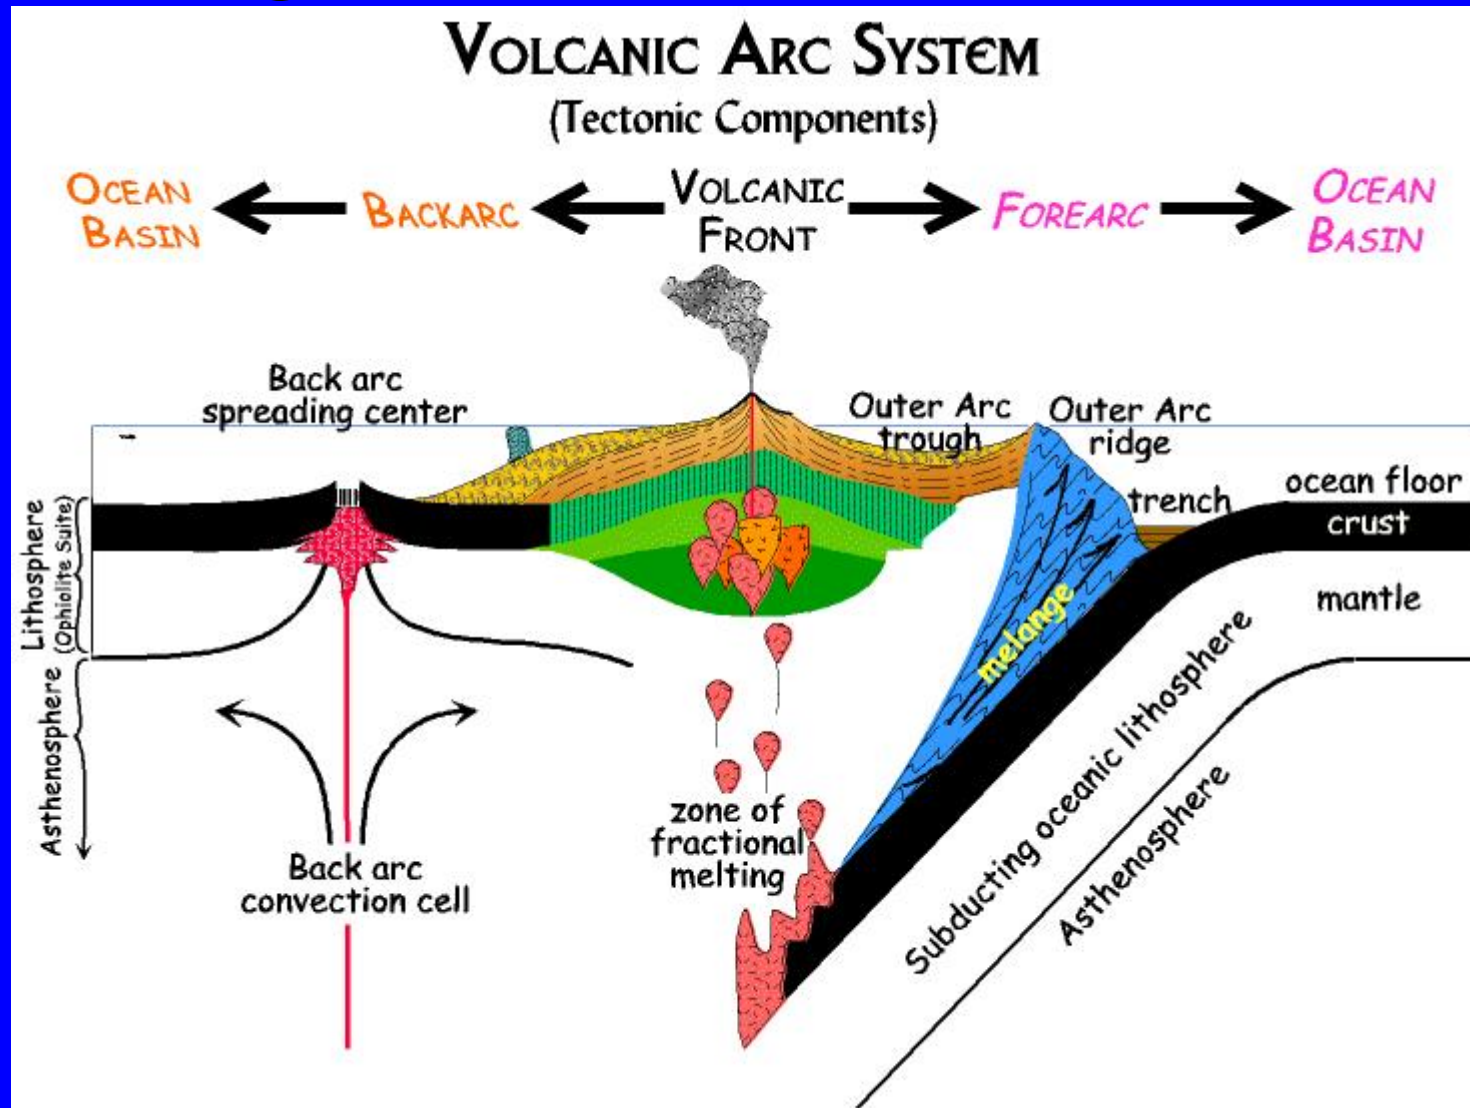 VOLCANIC ARC SYSTEM
(Tectonic Components)
OCEAN
BASIN
BACKARC
VOLCANIC
FRONT
FOREARC
OCEAN
BASIN
Back arc
spreading center
Outer Arc
trough
Outer Arc
ridge
trench
ocean floor
crust
mantle
Lithosphere
(Ophiolite Suite)
Asthenosphere
melange
zone of
fractional
melting
Back arc
convection cell
Subducting oceanic lithosphere
Asthenosphere